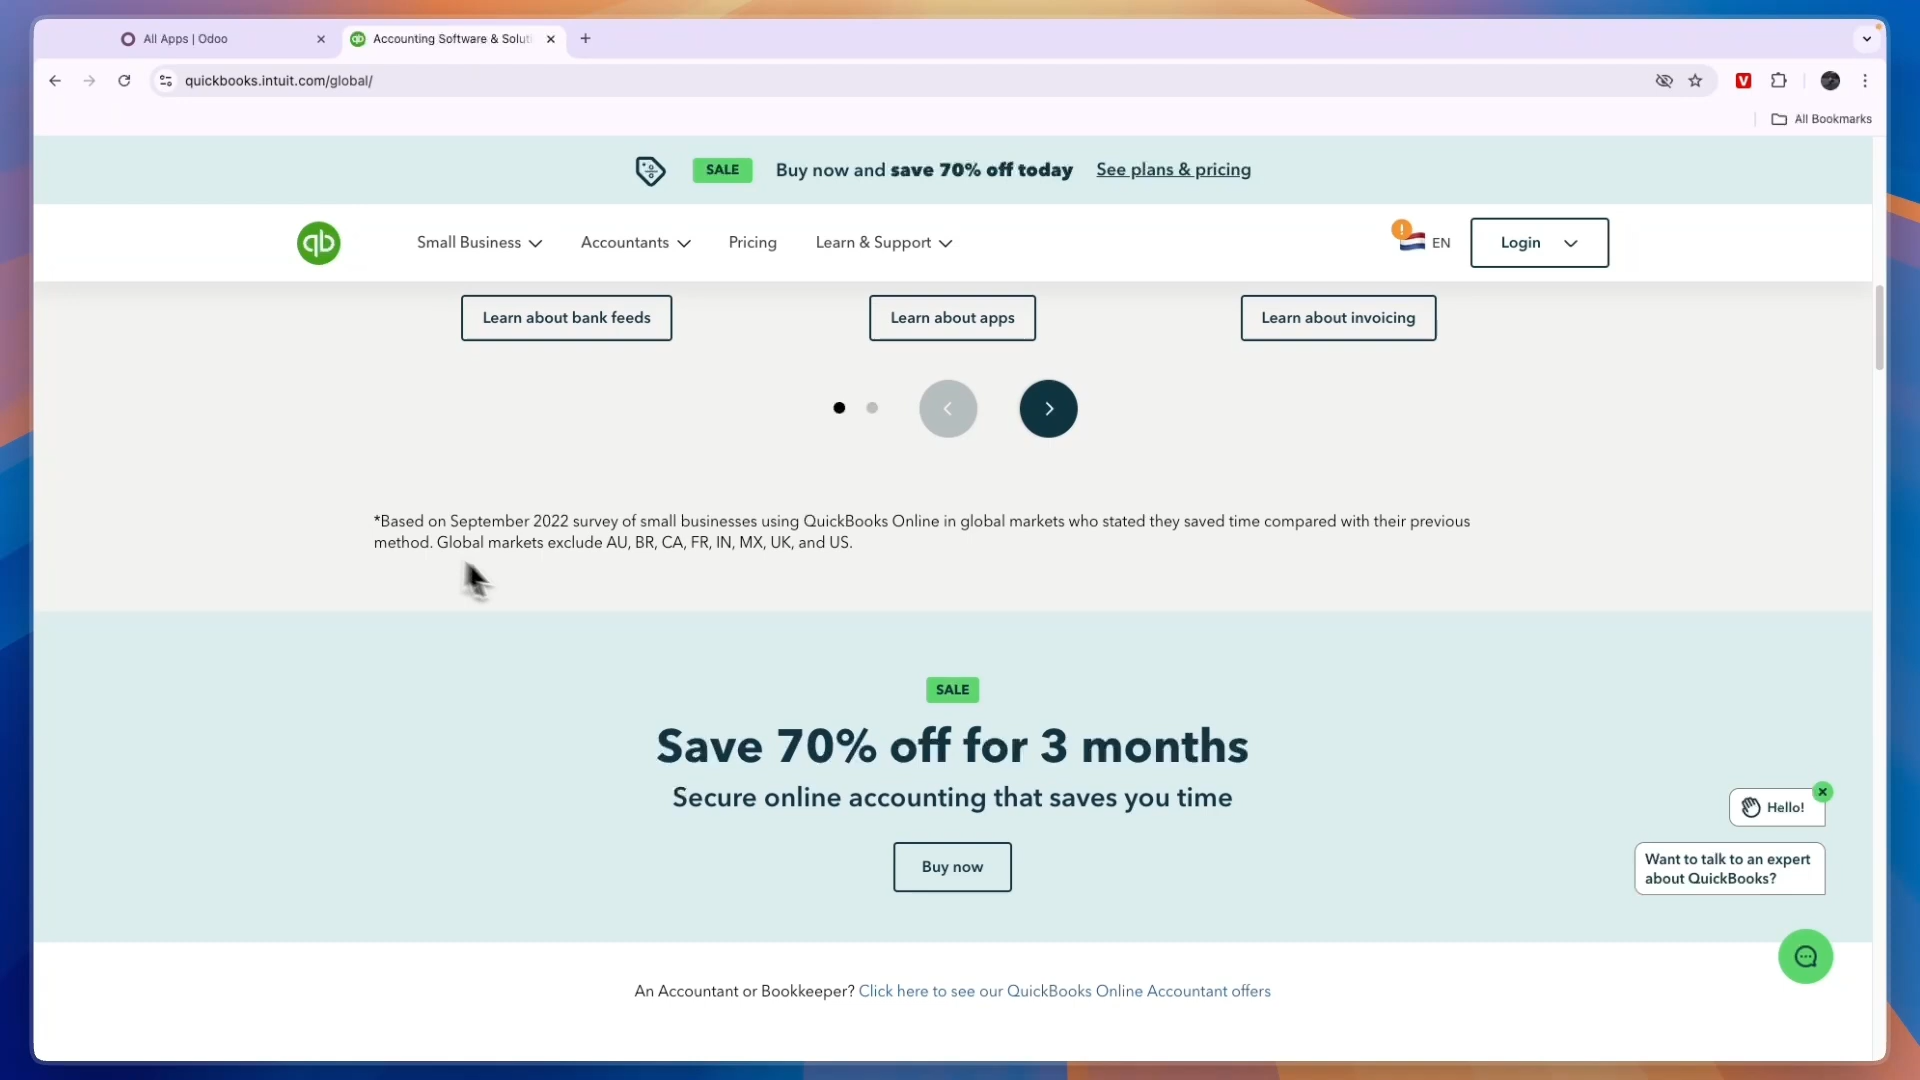 All Apps | Odoo
Accounting Software & Soluti
quickbooks.intuit.com/global/
All Bookmarks
SALE
Buy now and save 70% off today
See plans & pricing
qb
Small Business
Accountants
Pricing
Learn & Support
EN
Login
Learn about bank feeds
Learn about apps
Learn about invoicing
*Based on September 2022 survey of small businesses using QuickBooks Online in global markets who stated they saved time compared with their previous
method. Global markets exclude AU, BR, CA, FR, IN, MX, UK, and US.
SALE
Save 70% off for 3 months
Secure online accounting that saves you time
Buy now
Hello!
Want to talk to an expert
about QuickBooks?
An Accountant or Bookkeeper? Click here to see our QuickBooks Online Accountant offers